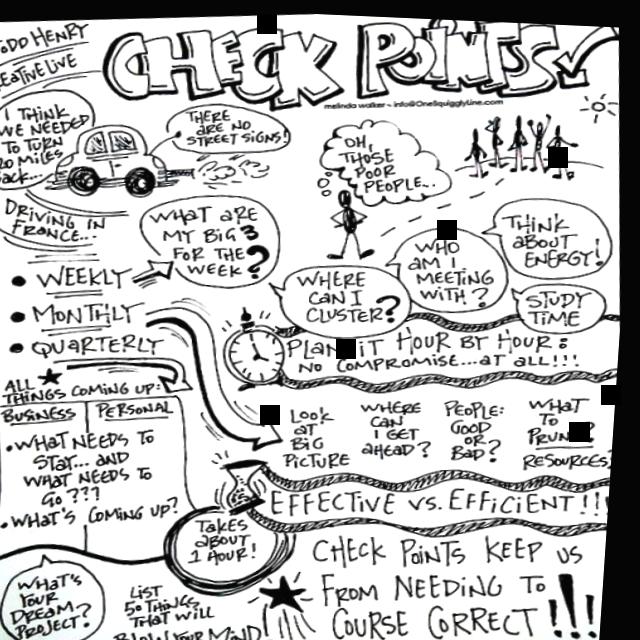 TODD HENRY
CREATIVELIVE
CHECK POINTS
melinda walker ~ info@OneSquigglyLine.com
I THINK
WE NEEDED
TO TURN
20 MILES
BACK...
THERE
ARE NO
STREET SIGNS!
DRIVING IN
FRANCE...
OH,
THOSE
POOR
PEOPLE...
WHAT ARE
MY BIG 3
FOR THE
WEEK?
WHERE
CAN I
CLUSTER?
WHO
AM I
MEETING
WITH?
THINK
ABOUT
ENERGY!
STUDY
TIME
• WEEKLY
• MONTHLY
• QUARTERLY
PLAN IT HOUR BY HOUR:
NO COMPROMISE...AT ALL!!!
ALL
THINGS COMING UP:
BUSINESS PERSONAL
• WHAT NEEDS TO
STAY... AND
WHAT NEEDS TO
GO ???
• WHAT'S COMING UP?
LOOK
AT
BIG
PICTURE
WHERE
CAN
I GET
AHEAD?
PEOPLE:
GOOD
OR
BAD?
WHAT
TO
RESOURCES?
EFFECTIVE VS. EFFICIENT!!!
TAKES
ABOUT
1 HOUR!
WHAT'S
YOUR
DREAM
PROJECT?
LIST
50 THINGS
THAT WILL
BLOW YOUR MIND
CHECK POINTS KEEP US
FROM NEEDING TO
COURSE CORRECT!!!